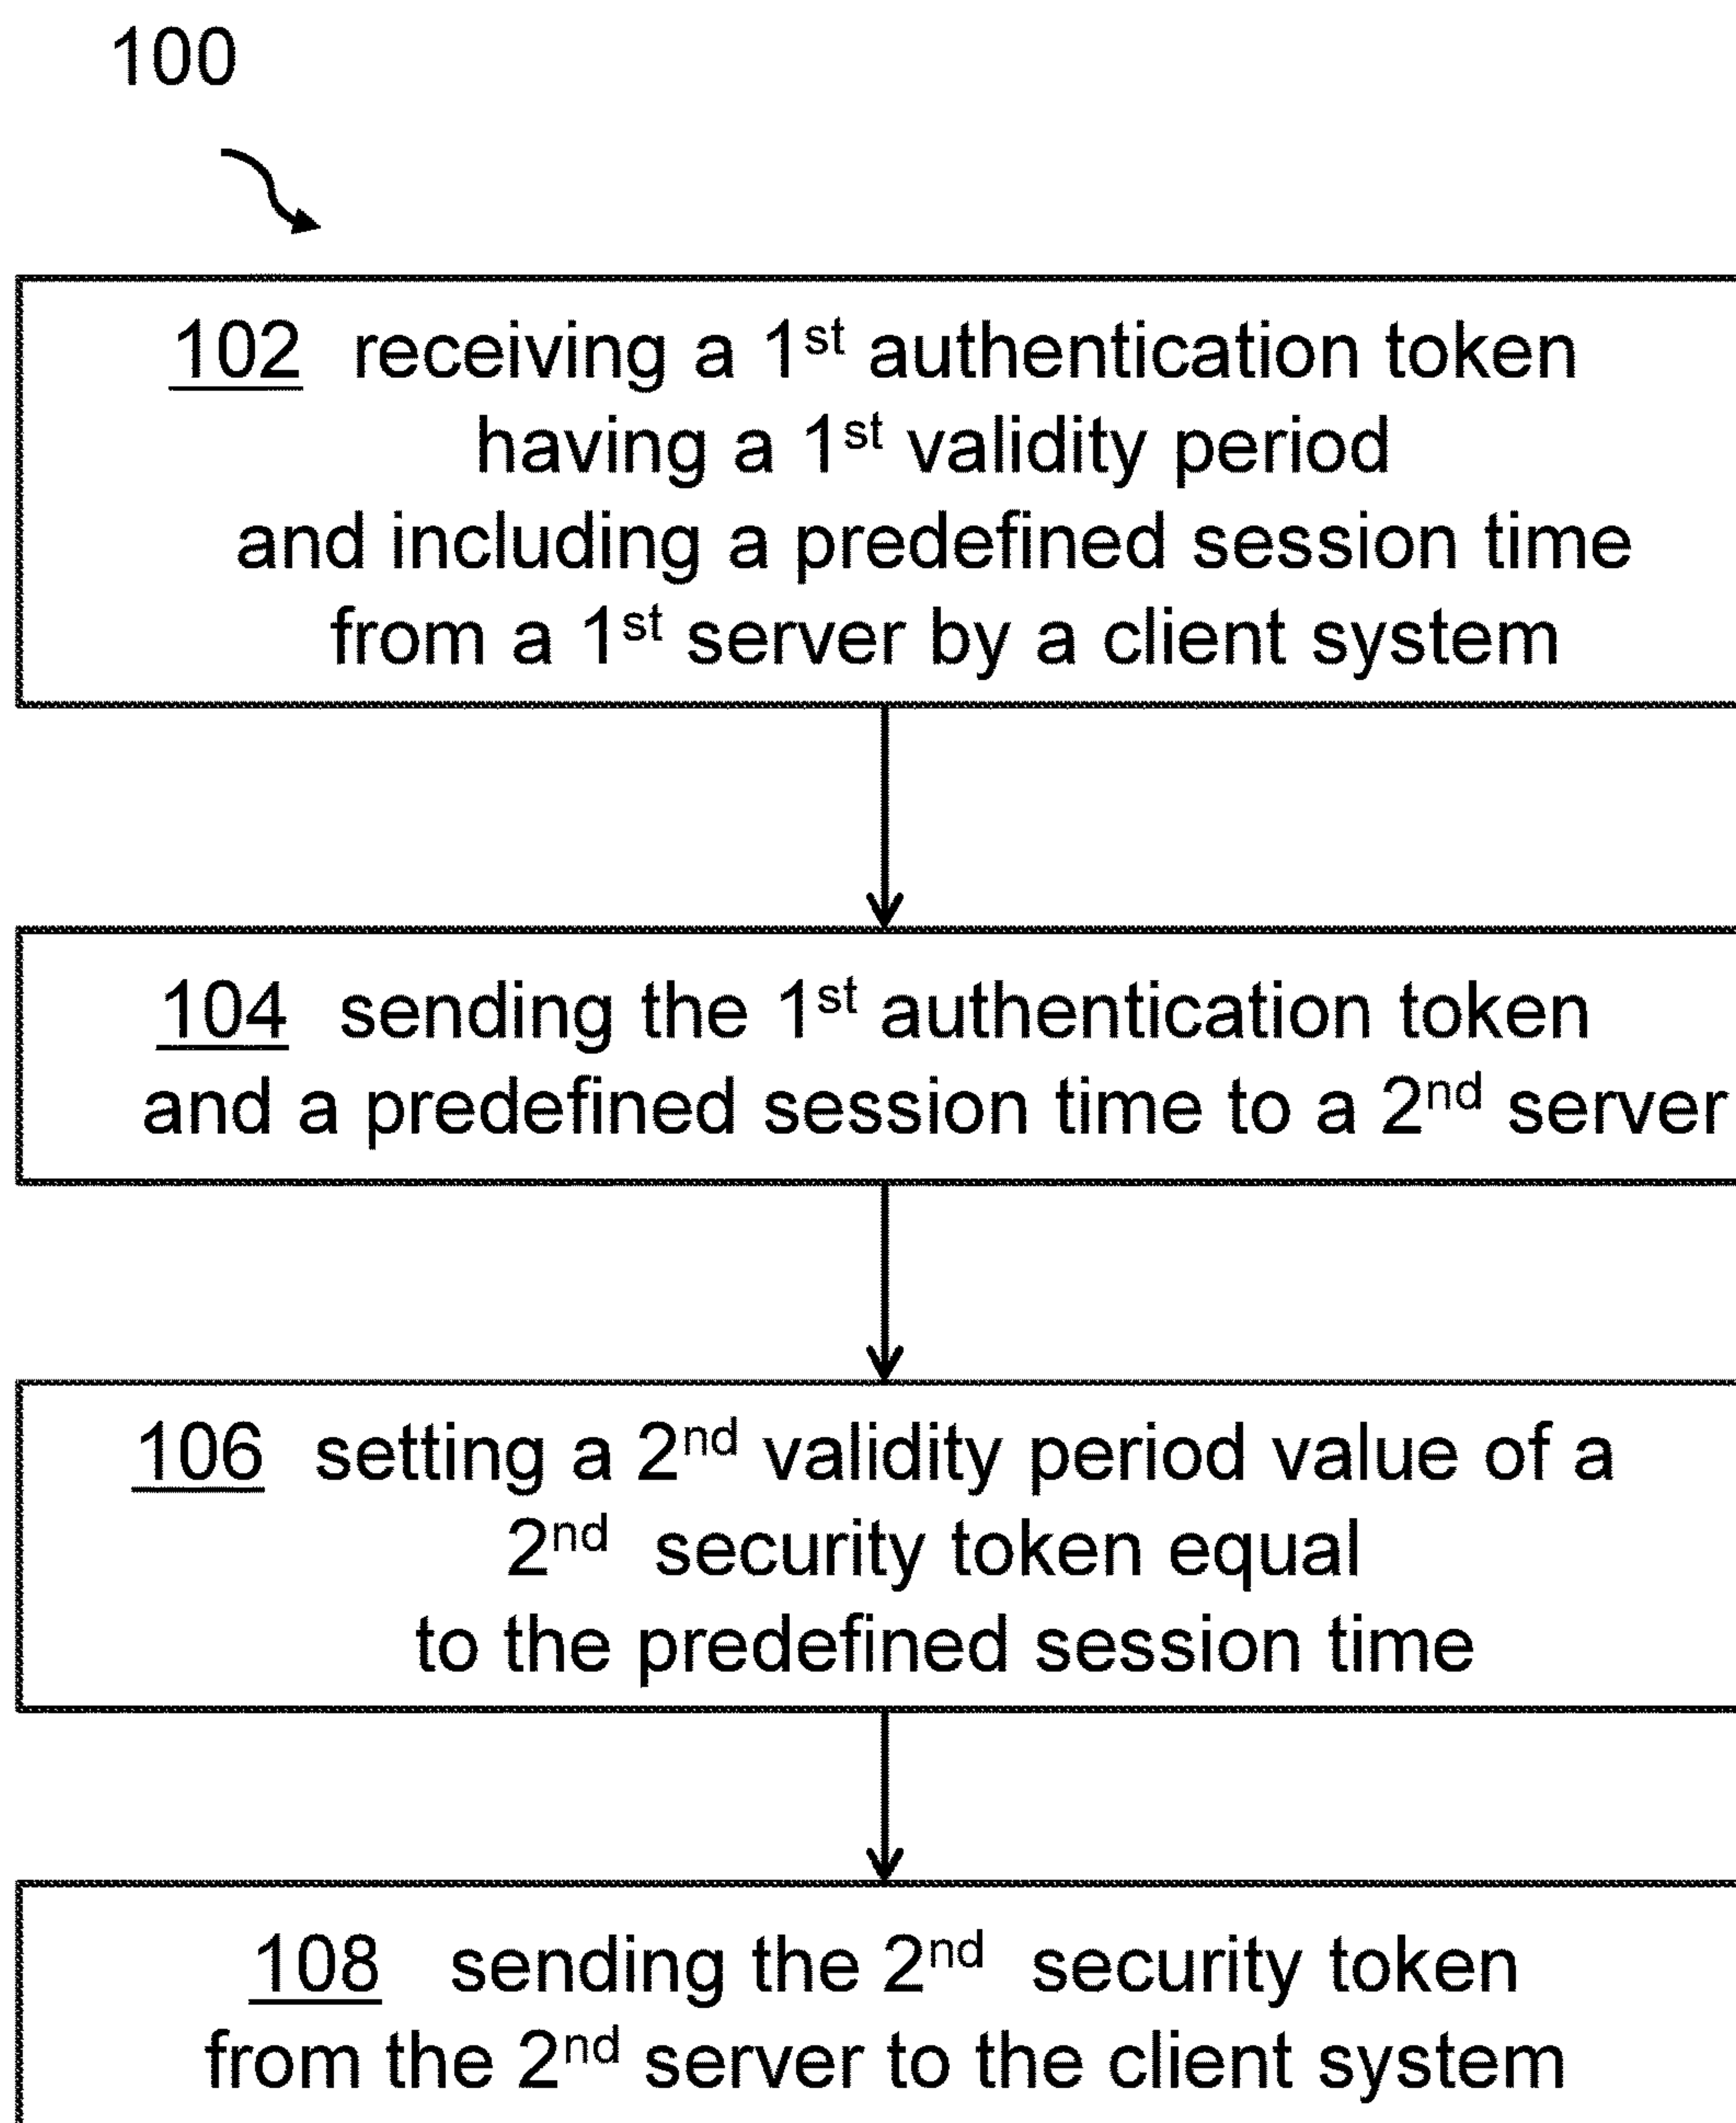 100
102 receiving a 1st authentication token
having a 1st validity period
and including a predefined session time
from a 1st server by a client system
104 sending the 1st authentication token
and a predefined session time to a 2nd server
106 setting a 2nd validity period value of a
2nd security token equal
to the predefined session time
108 sending the 2nd security token
from the 2nd server to the client system